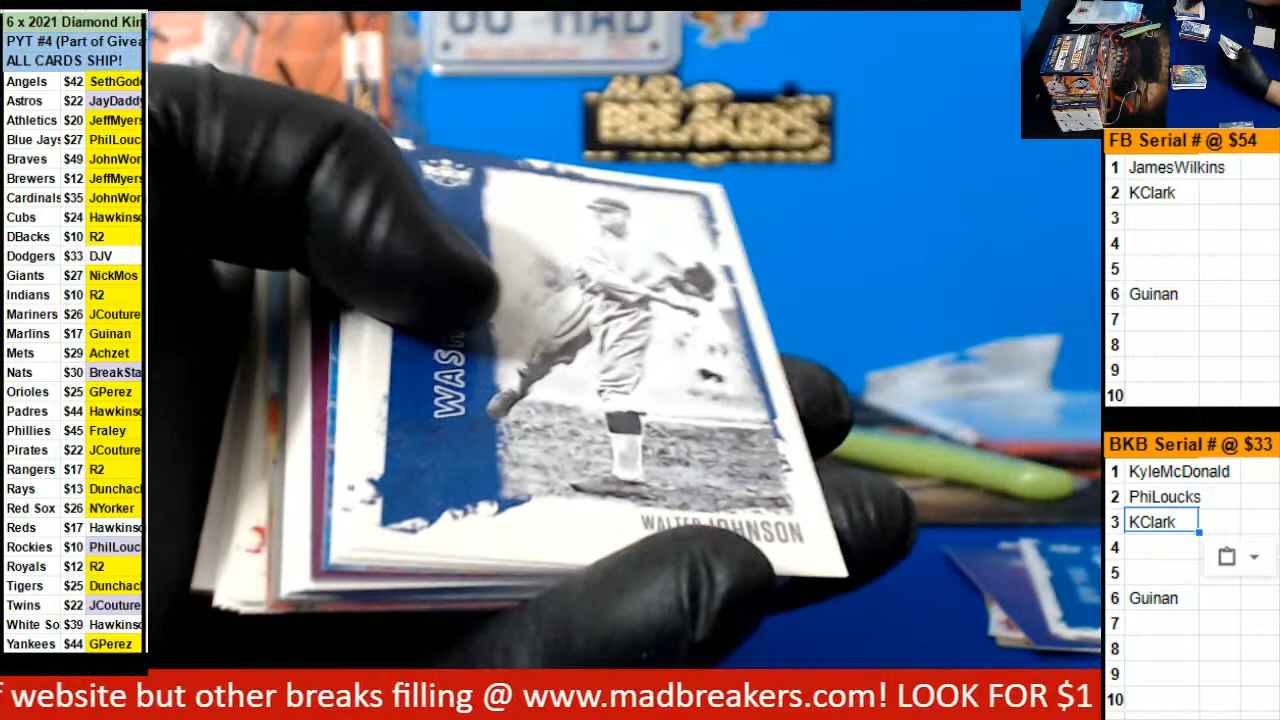 6 x 2021 Diamond Kin
PYT #4 (Part of Givea
ALL CARDS SHIP!
Angels $42 SethGod
Astros $22 JayDaddy
Athletics $20 JeffMyers
Blue Jays $27 PhilLouc
Braves $49 JohnWor
Brewers $12 JeffMyers
Cardinals $35 JohnWor
Cubs $24 Hawkins
DBacks $10 R2
Dodgers $33 DJV
Giants $27 NickMos
Indians $10 R2
Mariners $26 JCouture
Marlins $17 Guinan
Mets $29 Achzet
Nats $30 BreakSta
Orioles $25 GPerez
Padres $44 Hawkins
Phillies $45 Fraley
Pirates $22 JCouture
Rangers $17 R2
Rays $13 Dunchac
Red Sox $26 NYorker
Reds $17 Hawkins
Rockies $10 PhilLouc
Royals $12 R2
Tigers $25 Dunchac
Twins $22 JCouture
White So $39 Hawkins
Yankees $44 GPerez
MAD
BREAKERS
WAS
WALTER JOHNSON
FB Serial # @ $54
1 JamesWilkins
2 KClark
3
4
5
6 Guinan
7
8
9
10
BKB Serial # @ $33
1 KyleMcDonald
2 PhiLoucks
3 KClark
4
5
6 Guinan
7
8
9
10
f website but other breaks filling @ www.madbreakers.com! LOOK FOR $1